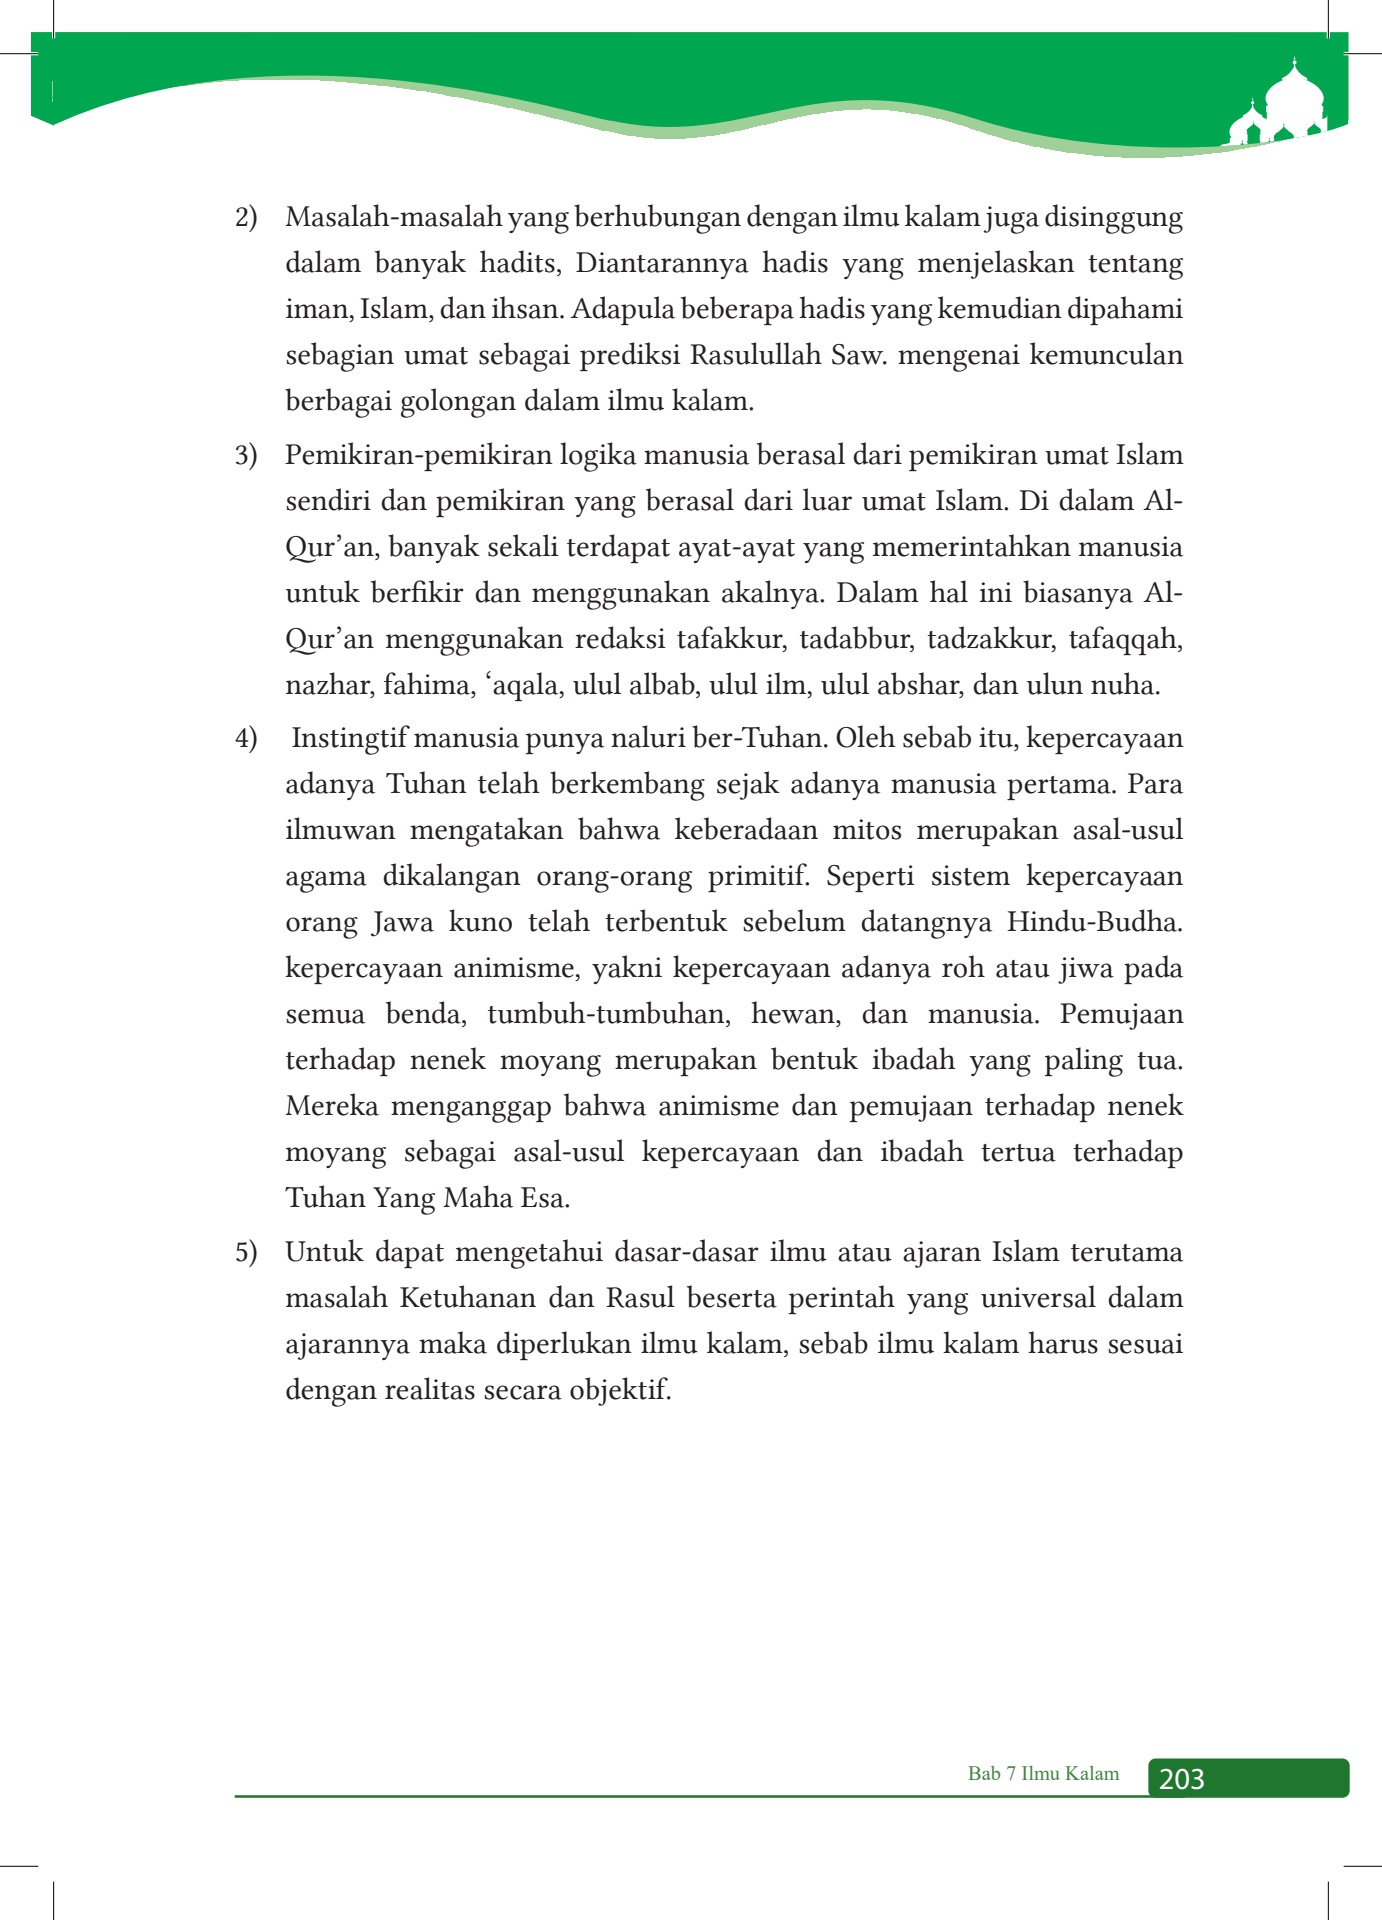 2) Masalah-masalah yang berhubungan dengan ilmu kalam juga disinggung
dalam banyak hadits, Diantarannya hadis yang menjelaskan tentang
iman, Islam, dan ihsan. Adapula beberapa hadis yang kemudian dipahami
sebagian umat sebagai prediksi Rasulullah Saw. mengenai kemunculan
berbagai golongan dalam ilmu kalam.
3) Pemikiran-pemikiran logika manusia berasal dari pemikiran umat Islam
sendiri dan pemikiran yang berasal dari luar umat Islam. Di dalam Al-
Qur’an, banyak sekali terdapat ayat-ayat yang memerintahkan manusia
untuk berfikir dan menggunakan akalnya. Dalam hal ini biasanya Al-
Qur’an menggunakan redaksi tafakkur, tadabbur, tadzakkur, tafaqqah,
nazhar, fahima, ‘aqala, ulul albab, ulul ilm, ulul abshar, dan ulun nuha.
4) Instingtif manusia punya naluri ber-Tuhan. Oleh sebab itu, kepercayaan
adanya Tuhan telah berkembang sejak adanya manusia pertama. Para
ilmuwan mengatakan bahwa keberadaan mitos merupakan asal-usul
agama dikalangan orang-orang primitif. Seperti sistem kepercayaan
orang Jawa kuno telah terbentuk sebelum datangnya Hindu-Budha.
kepercayaan animisme, yakni kepercayaan adanya roh atau jiwa pada
semua benda, tumbuh-tumbuhan, hewan, dan manusia. Pemujaan
terhadap nenek moyang merupakan bentuk ibadah yang paling tua.
Mereka menganggap bahwa animisme dan pemujaan terhadap nenek
moyang sebagai asal-usul kepercayaan dan ibadah tertua terhadap
Tuhan Yang Maha Esa.
5) Untuk dapat mengetahui dasar-dasar ilmu atau ajaran Islam terutama
masalah Ketuhanan dan Rasul beserta perintah yang universal dalam
ajarannya maka diperlukan ilmu kalam, sebab ilmu kalam harus sesuai
dengan realitas secara objektif.
Bab 7 Ilmu Kalam 203